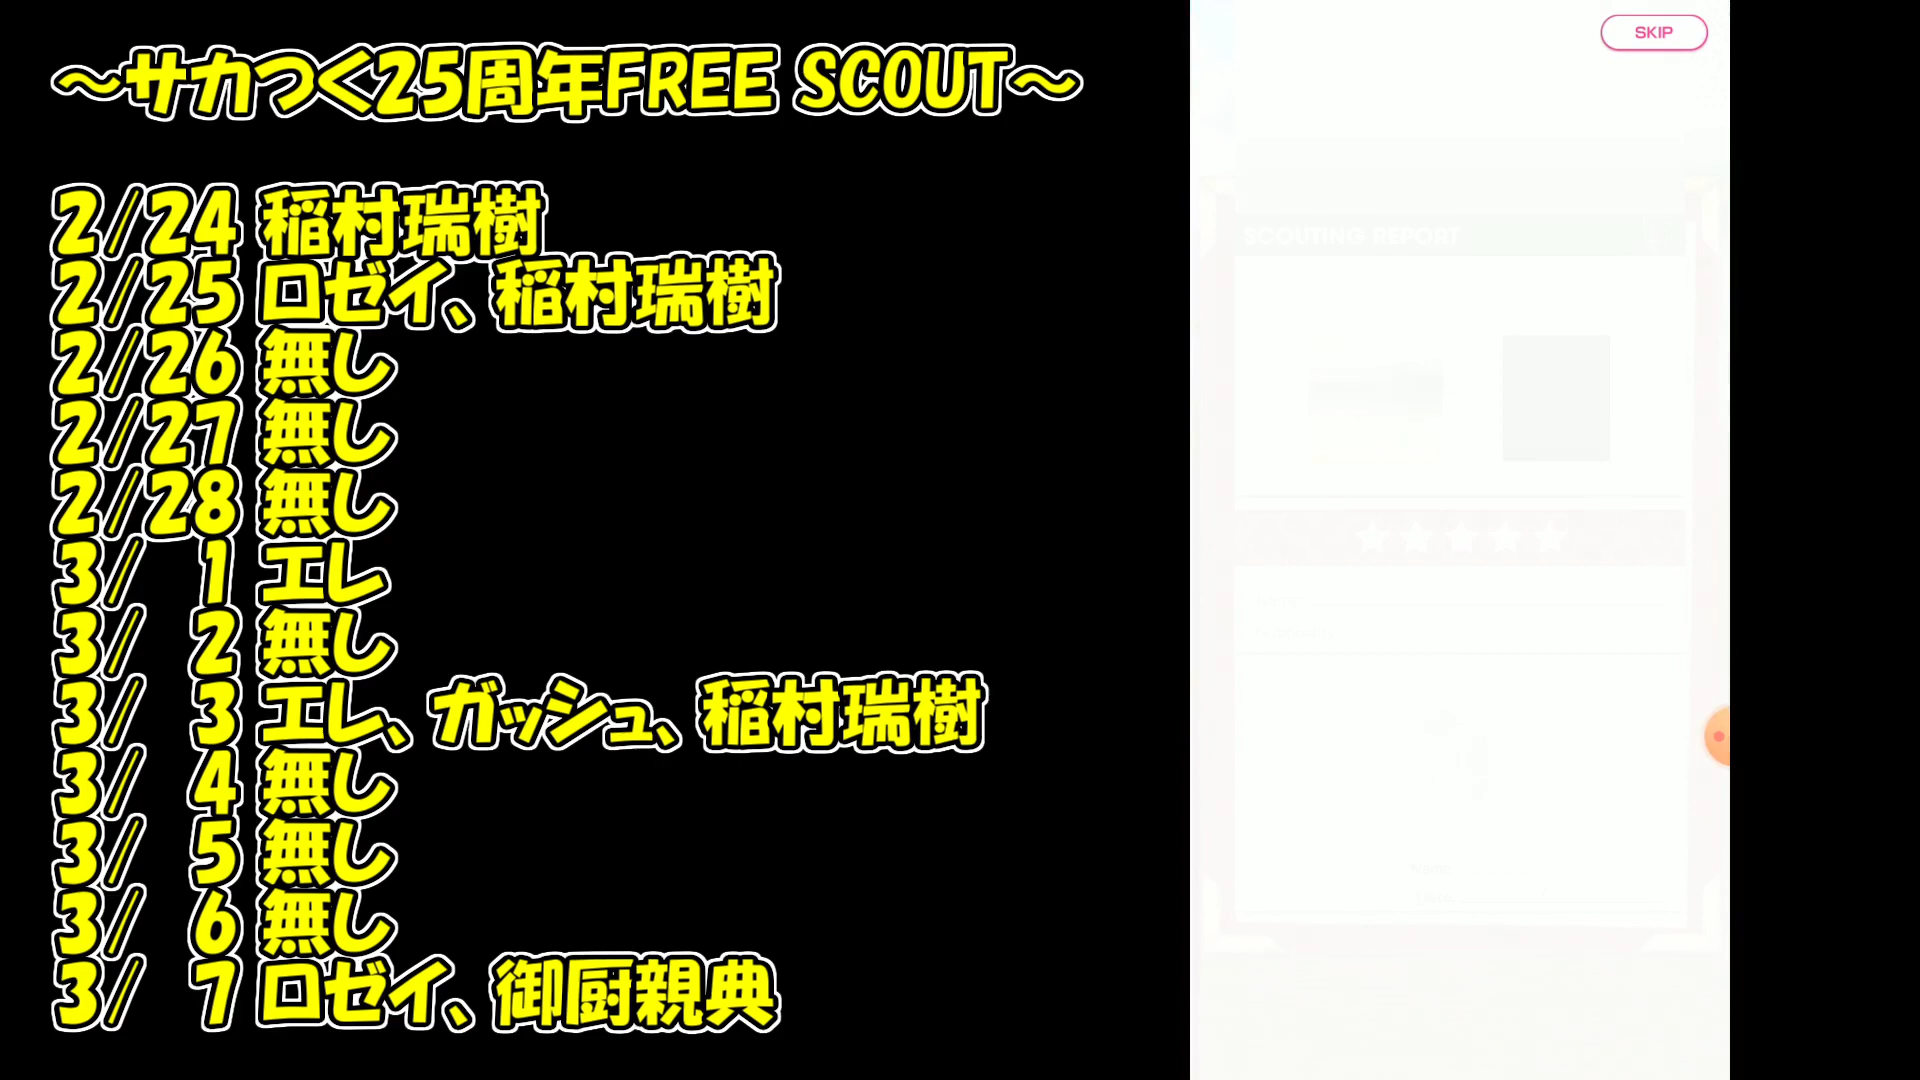 ～サカつく25周年FREE SCOUT～
2/24 稲村瑞樹
2/25 ロゼイ、稲村瑞樹
2/26 無し
2/27 無し
2/28 無し
3/ 1 エレ
3/ 2 無し
3/ 3 エレ、ガッシュ、稲村瑞樹
3/ 4 無し
3/ 5 無し
3/ 6 無し
3/ 7 ロゼイ、御厨親典
SKIP
SCOUTING REPORT